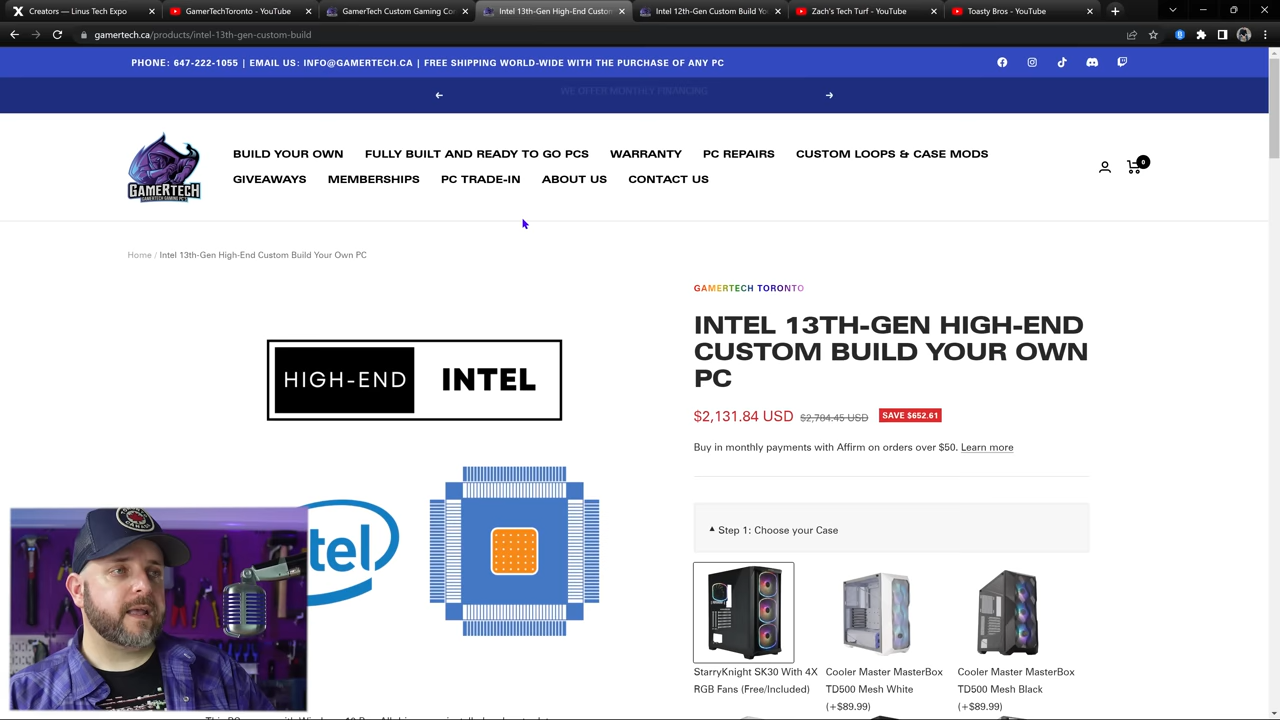 Creators — Linus Tech Expo
GamerTechToronto - YouTube
GamerTech Custom Gaming Co
Intel 13th-Gen High-End Custom
Intel 12th-Gen High-End Custom
Zach's Tech Turf - YouTube
Toasty Bros - YouTube
gamertech.ca/products/intel-13th-gen-custom-build
PHONE: 647-222-1055 | EMAIL US: INFO@GAMERTECH.CA | FREE SHIPPING WORLD-WIDE WITH THE PURCHASE OF ANY PC
WE OFFER MONTHLY FINANCING
GAMERTECH
GAMERTECH GAMING PC'S
BUILD YOUR OWN FULLY BUILT AND READY TO GO PCS WARRANTY PC REPAIRS CUSTOM LOOPS & CASE MODS
GIVEAWAYS MEMBERSHIPS PC TRADE-IN ABOUT US CONTACT US
0
Home / Intel 13th-Gen High-End Custom Build Your Own PC
HIGH-END INTEL
tel
GAMERTECH TORONTO
INTEL 13TH-GEN HIGH-END
CUSTOM BUILD YOUR OWN
PC
$2,131.84 USD $2,784.45 USD SAVE $652.61
Buy in monthly payments with Affirm on orders over $50. Learn more
Step 1: Choose your Case
StarryKnight SK30 With 4X
RGB Fans (Free/Included)
Cooler Master MasterBox
TD500 Mesh White
(+$89.99)
Cooler Master MasterBox
TD500 Mesh Black
(+$89.99)